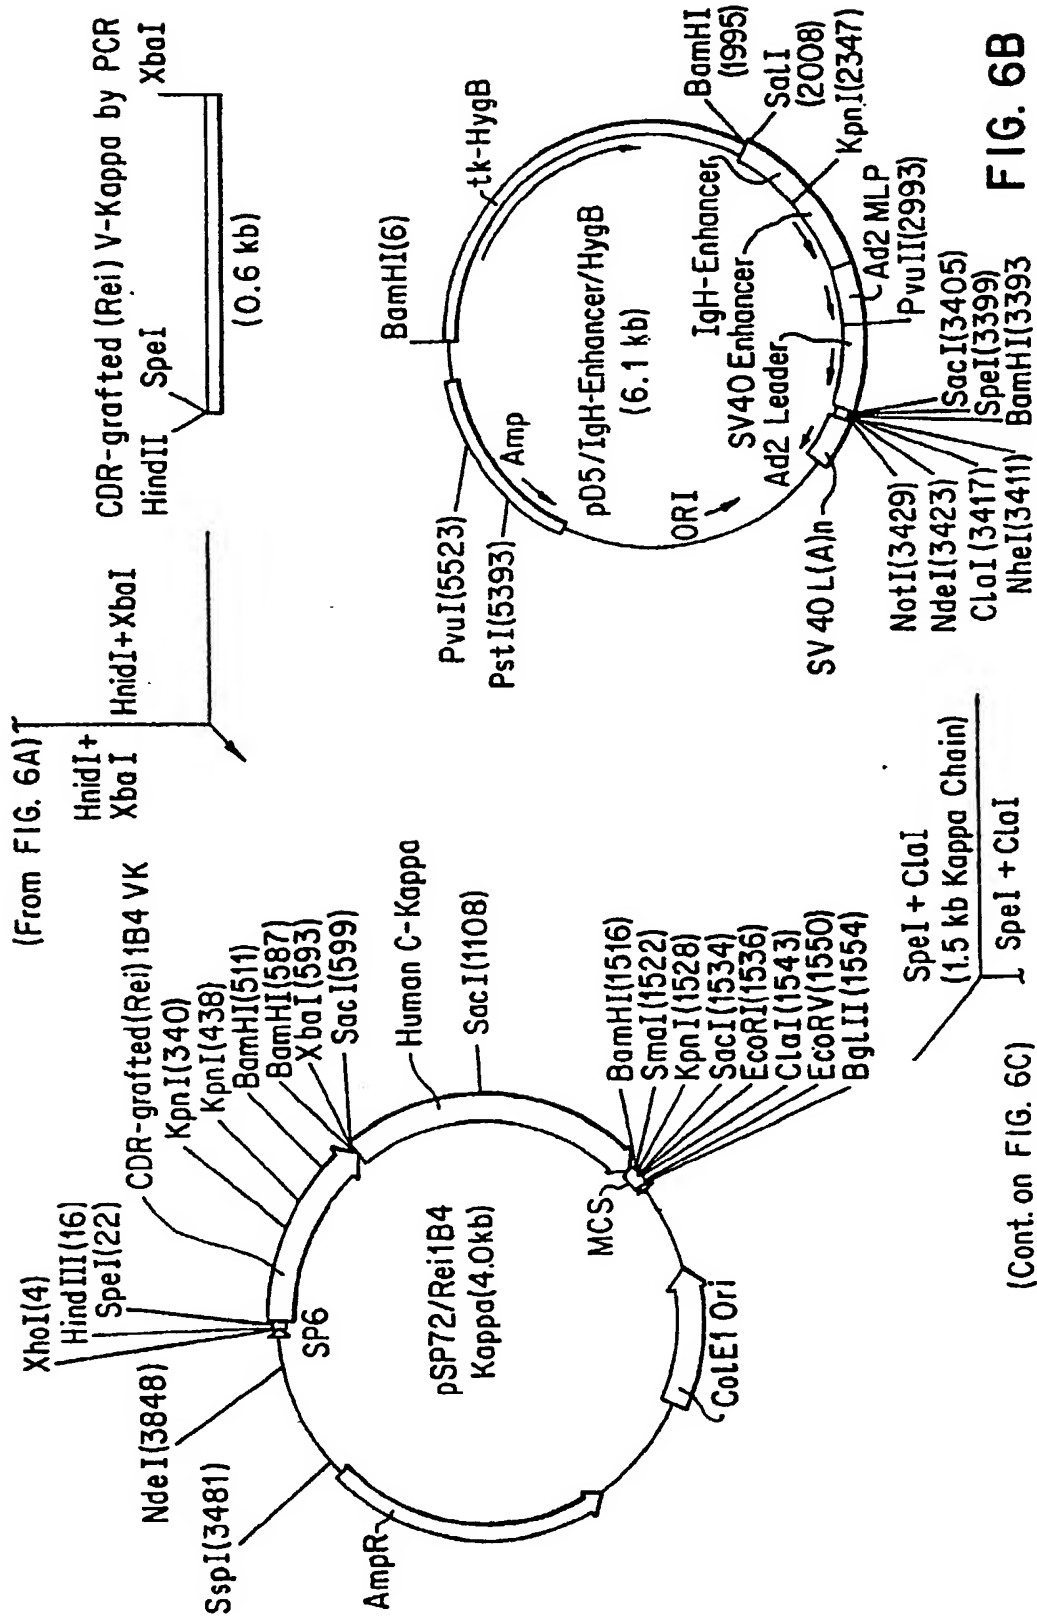 (From FIG. 6A)
HnidI+
XbaI
HnidI+XbaI
CDR-grafted (Rei) V-Kappa by PCR
HindII
SpeI
XbaI
(0.6 kb)
XhoI(4)
HindIII(16)
SpeI(22)
NdeI(3848)
SspI(3481)
AmpR
SP6
CDR-grafted(Rei) 1B4 VK
KpnI(340)
KpnI(438)
BamHI(511)
BamHI(587)
XbaI(593)
SacI(599)
Human C-Kappa
SacI(1108)
pSP72/Rei1B4
Kappa(4.0kb)
MCS
ColE1 Ori
BamHI(1516)
SmaI(1522)
KpnI(1528)
SacI(1534)
EcoRI(1536)
ClaI(1543)
EcoRV(1550)
BglII(1554)
SpeI + ClaI
(1.5 kb Kappa Chain)
SpeI + ClaI
(Cont. on FIG. 6C)
BamHI(6)
tk-HygB
PvuI(5523)
PstI(5393)
Amp
pD5/IgH-Enhancer/HygB
(6.1 kb)
ORI
BamHI
(1995)
SalI
(2008)
KpnI(2347)
IgH-Enhancer
SV40 Enhancer
Ad2 Leader
Ad2 MLP
PvuII(2993)
SV40 L(A)n
SacI(3405)
SpeI(3399)
BamHI(3393
NotI(3429)
NdeI(3423)
ClaI(3417)
NheI(3411)
FIG. 6B